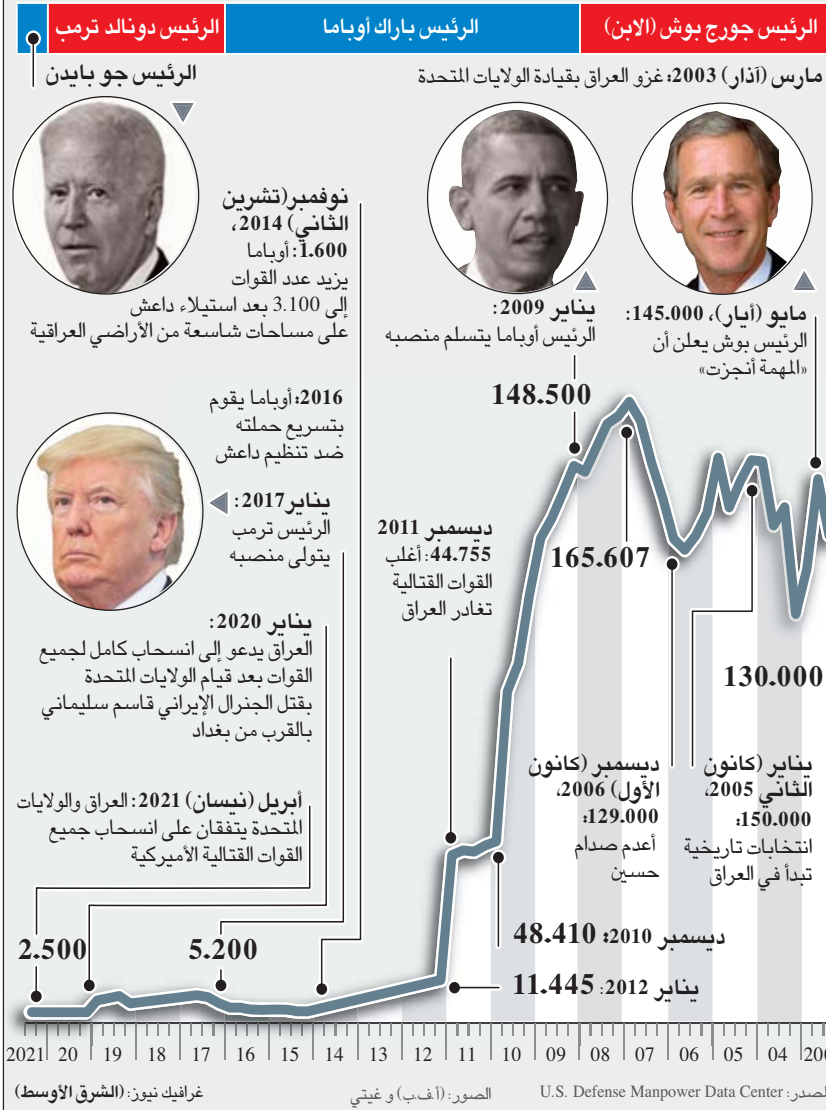 الرئيس جورج بوش (الابن)
الرئيس باراك أوباما
الرئيس دونالد ترمب
الرئيس جو بايدن
مارس (آذار) 2003: غزو العراق بقيادة الولايات المتحدة
مايو (أيار)، 145.000:
الرئيس بوش يعلن أن
«المهمة أنجزت»
يناير 2009:
الرئيس أوباما يتسلم منصبه
148.500
نوفمبر(تشرين
الثاني) 2014،
1.600: أوباما
يزيد عدد القوات
إلى 3.100 بعد استيلاء داعش
على مساحات شاسعة من الأراضي العراقية
2016: أوباما يقوم
بتسريع حملته
ضد تنظيم داعش
يناير2017:
الرئيس ترمب
يتولى منصبه
ديسمبر 2011
44.755: أغلب
القوات القتالية
تغادر العراق
165.607
130.000
يناير 2020:
العراق يدعو إلى انسحاب كامل لجميع
القوات بعد قيام الولايات المتحدة
بقتل الجنرال الإيراني قاسم سليماني
بالقرب من بغداد
يناير (كانون
الثاني 2005،
150.000:
انتخابات تاريخية
تبدأ في العراق
ديسمبر (كانون
الأول) 2006،
129.000:
أعدم صدام
حسين
أبريل (نيسان) 2021: العراق والولايات
المتحدة يتفقان على انسحاب جميع
القوات القتالية الأميركية
ديسمبر 2010: 48.410
يناير 2012: 11.445
5.200
2.500
2021 20 19 18 17 16 15 14 13 12 11 10 09 08 07 06 05 04
المصدر: U.S. Defense Manpower Data Center
الصور: (أ.ف.ب) و غيتي
غرافيك نيوز: (الشرق الأوسط)